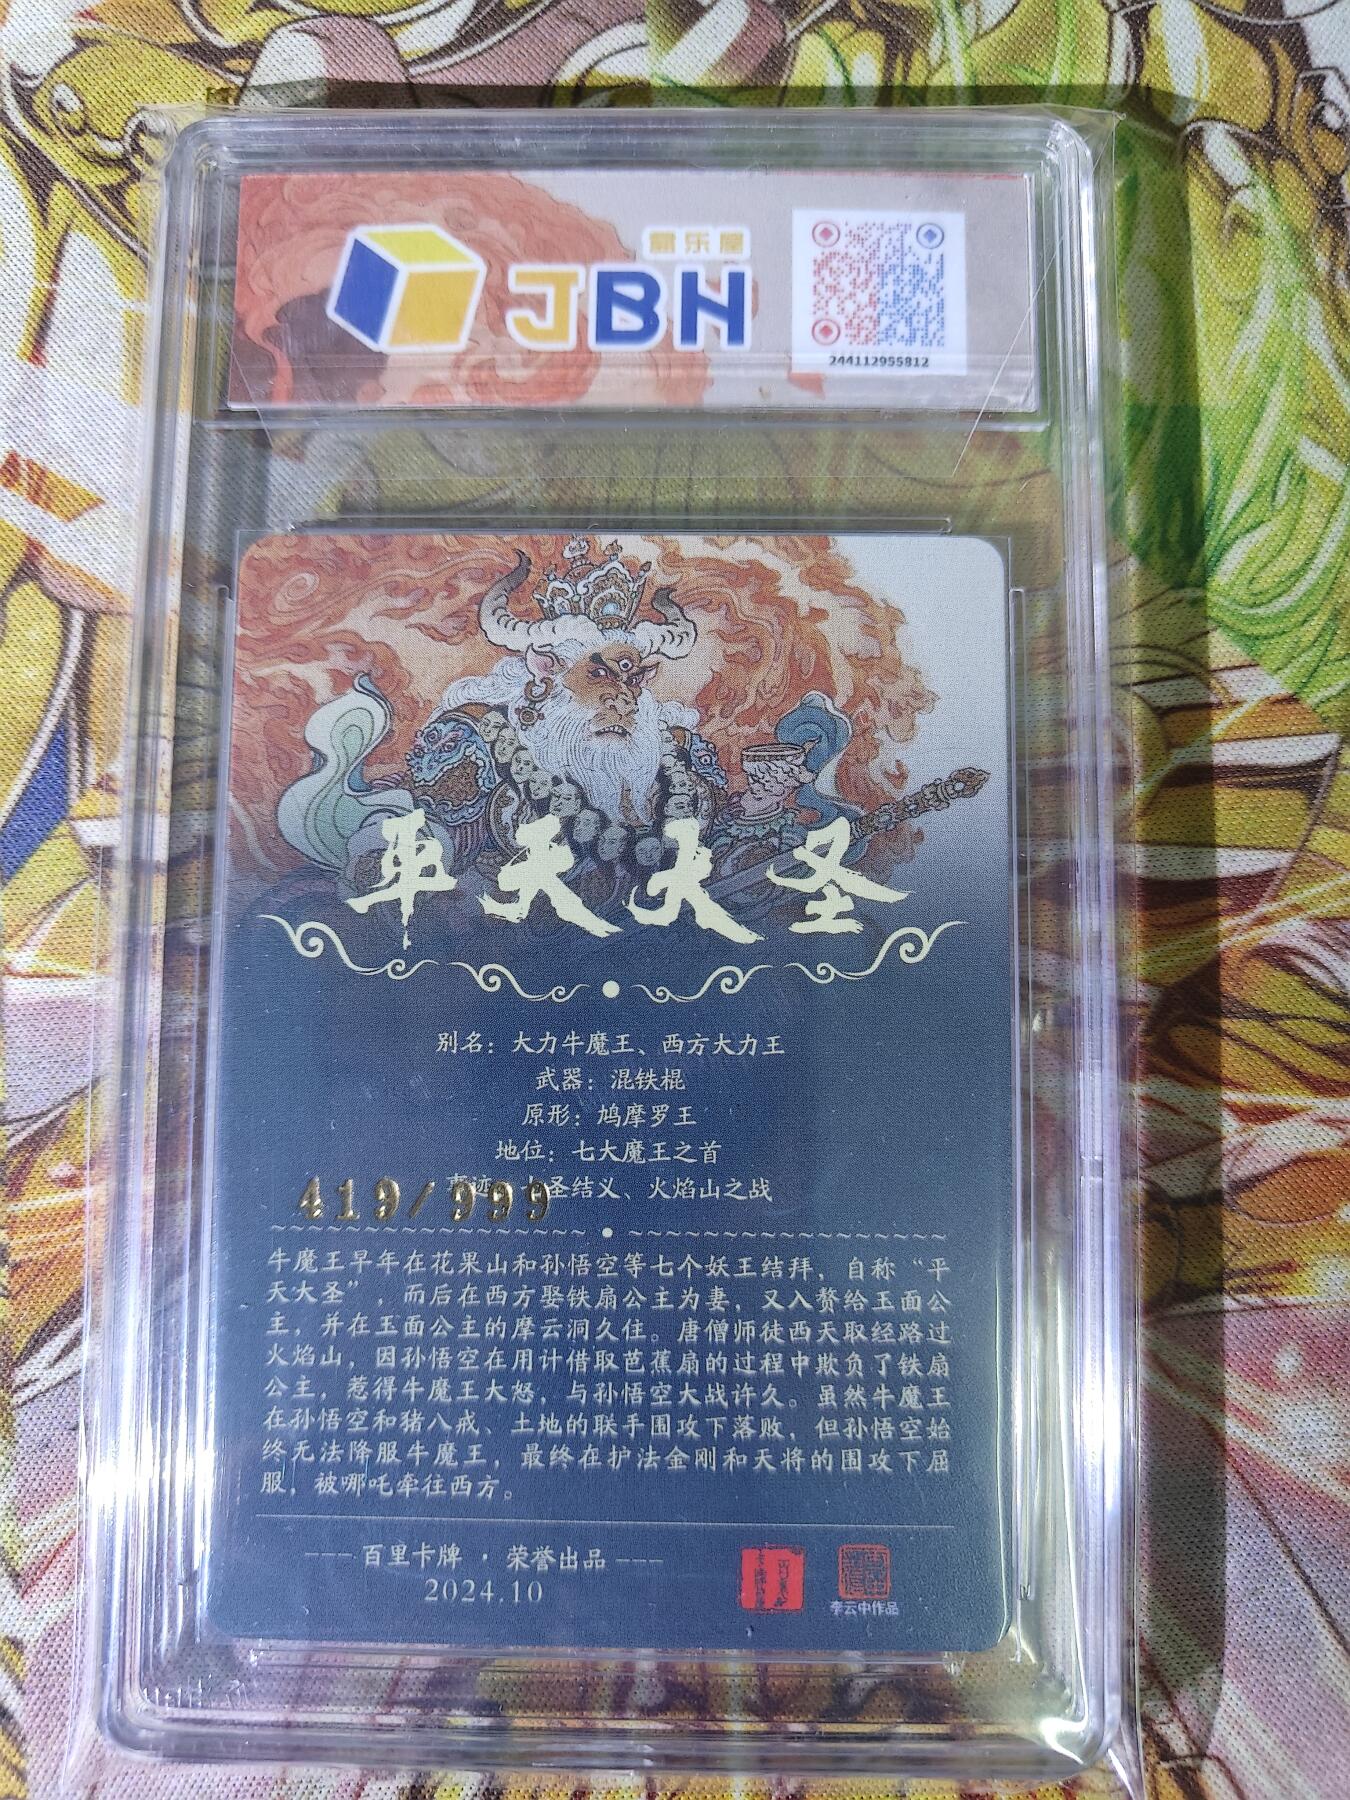 JBH
244112955812
平天大圣
别名：大力牛魔王、西方大力王
武器：混铁棍
原形：鸠摩罗王
地位：七大魔王之首
事迹：七圣结义、火焰山之战
419/999
牛魔王早年在花果山和孙悟空等七个妖王结拜，自称“平
天大圣”，而后在西方娶铁扇公主为妻，又入赘给玉面公
主，并在玉面公主的摩云洞久住。唐僧师徒西天取经路过
火焰山，因孙悟空在用计借取芭蕉扇的过程中欺负了铁扇
公主，惹得牛魔王大怒，与孙悟空大战许久。虽然牛魔王
在孙悟空和猪八戒、土地的联手围攻下落败，但孙悟空始
终无法降服牛魔王，最终在护法金刚和天将的围攻下屈
服，被哪吒牵往西方。
---百里卡牌 · 荣誉出品---
2024.10
李云中作品